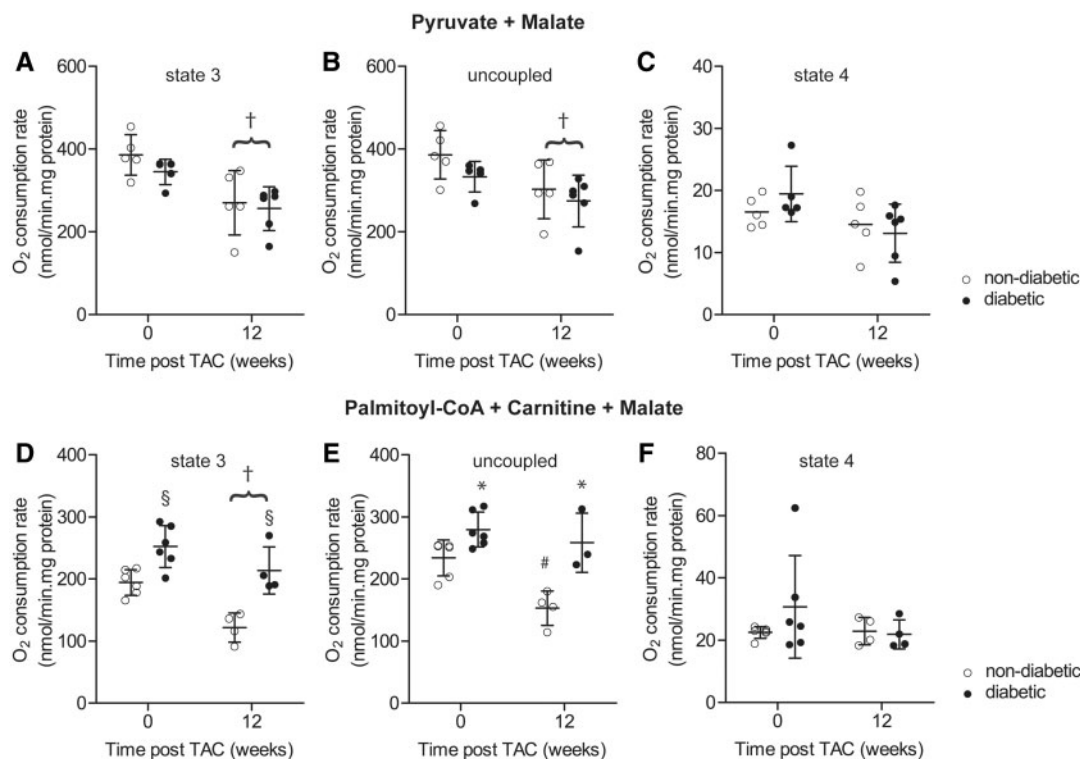 Pyruvate + Malate
A
state 3
O2 consumption rate
(nmol/min.mg protein)
600
400
200
0
†
0
12
Time post TAC (weeks)
B
uncoupled
O2 consumption rate
(nmol/min.mg protein)
600
400
200
0
†
0
12
Time post TAC (weeks)
C
state 4
O2 consumption rate
(nmol/min.mg protein)
40
30
20
10
0
0
12
Time post TAC (weeks)
non-diabetic
diabetic
Palmitoyl-CoA + Carnitine + Malate
D
state 3
O2 consumption rate
(nmol/min.mg protein)
400
300
200
100
0
§
†
§
0
12
Time post TAC (weeks)
E
uncoupled
O2 consumption rate
(nmol/min.mg protein)
400
300
200
100
0
*
#
*
0
12
Time post TAC (weeks)
F
state 4
O2 consumption rate
(nmol/min.mg protein)
80
60
40
20
0
0
12
Time post TAC (weeks)
non-diabetic
diabetic